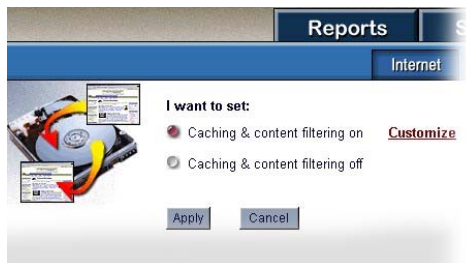 Reports
Internet
I want to set:
Caching & content filtering on
Customize
Caching & content filtering off
Apply
Cancel